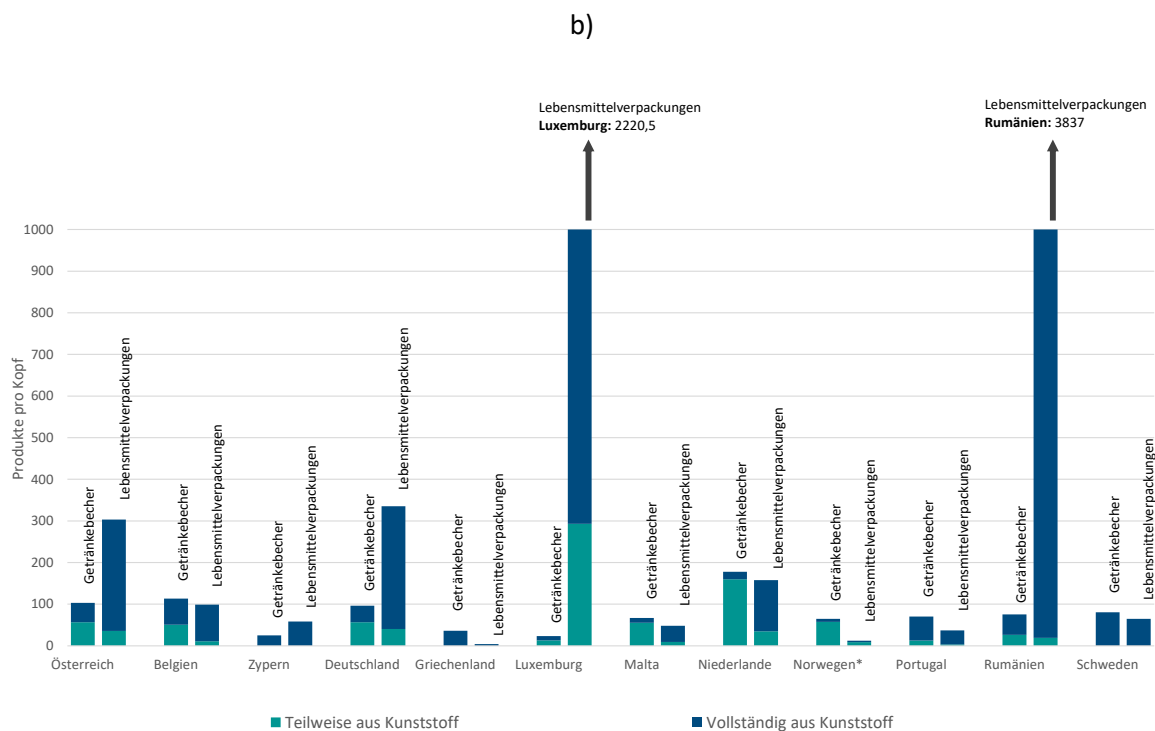 b)
Lebensmittelverpackungen
Luxemburg: 2220,5
Lebensmittelverpackungen
Rumänien: 3837
Produkte pro Kopf
1000
900
800
700
600
500
400
300
200
100
0
Getränkebecher
Lebensmittelverpackungen
Getränkebecher
Lebensmittelverpackungen
Getränkebecher
Lebensmittelverpackungen
Getränkebecher
Lebensmittelverpackungen
Getränkebecher
Lebensmittelverpackungen
Getränkebecher
Getränkebecher
Lebensmittelverpackungen
Getränkebecher
Lebensmittelverpackungen
Getränkebecher
Lebensmittelverpackungen
Getränkebecher
Lebensmittelverpackungen
Getränkebecher
Getränkebecher
Lebensmittelverpackungen
Österreich Belgien Zypern Deutschland Griechenland Luxemburg Malta Niederlande Norwegen* Portugal Rumänien Schweden
Teilweise aus Kunststoff Vollständig aus Kunststoff